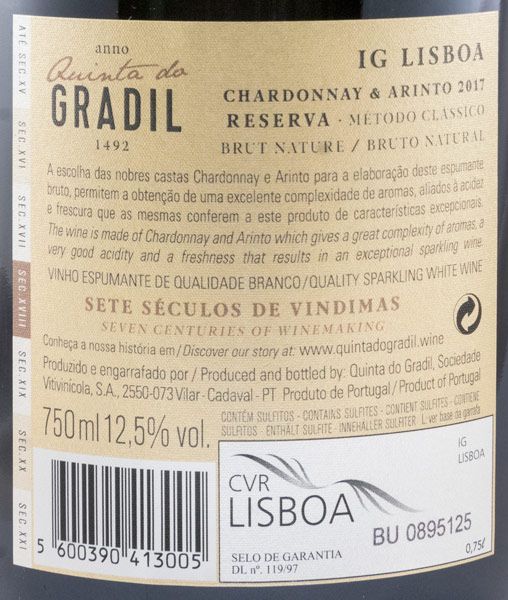 ATÉ SEC. XV
SEC. XVI
SEC. XVII
SEC. XVIII
SEC. XIX
SEC. XX
SEC. XXI
anno
Quinta do
GRADIL
1492
IG LISBOA
CHARDONNAY & ARINTO 2017
RESERVA · MÉTODO CLÁSSICO
BRUT NATURE / BRUTO NATURAL
A escolha das nobres castas Chardonnay e Arinto para a elaboração deste espumante
bruto, permitem a obtenção de uma excelente complexidade de aromas, aliados à acidez
e frescura que as mesmas conferem a este produto de características excepcionais.
The wine is made of Chardonnay and Arinto which gives a great complexity of aromas, a
very good acidity and a freshness that results in an exceptional sparkling wine.
VINHO ESPUMANTE DE QUALIDADE BRANCO/QUALITY SPARKLING WHITE WINE
SETE SÉCULOS DE VINDIMAS
SEVEN CENTURIES OF WINEMAKING
Conheça a nossa história em / Discover our story at: www.quintadogradil.wine
Produzido e engarrafado por / Produced and bottled by: Quinta do Gradil, Sociedade
Vitivinícola, S.A., 2550-073 Vilar - Cadaval - PT Produto de Portugal / Product of Portugal
CONTÉM SULFITOS - CONTAINS SULFITES - CONTIENT SULFITES - CONTIENE
SULFITOS - ENTHÄLT SULFITE - INNEHÅLLER SULFITER L: ver base da garrafa
750ml 12,5% vol.
5 600390 413005
CVR
LISBOA
SELO DE GARANTIA
DL nº. 119/97
IG
LISBOA
BU 0895125
0,75ℓ